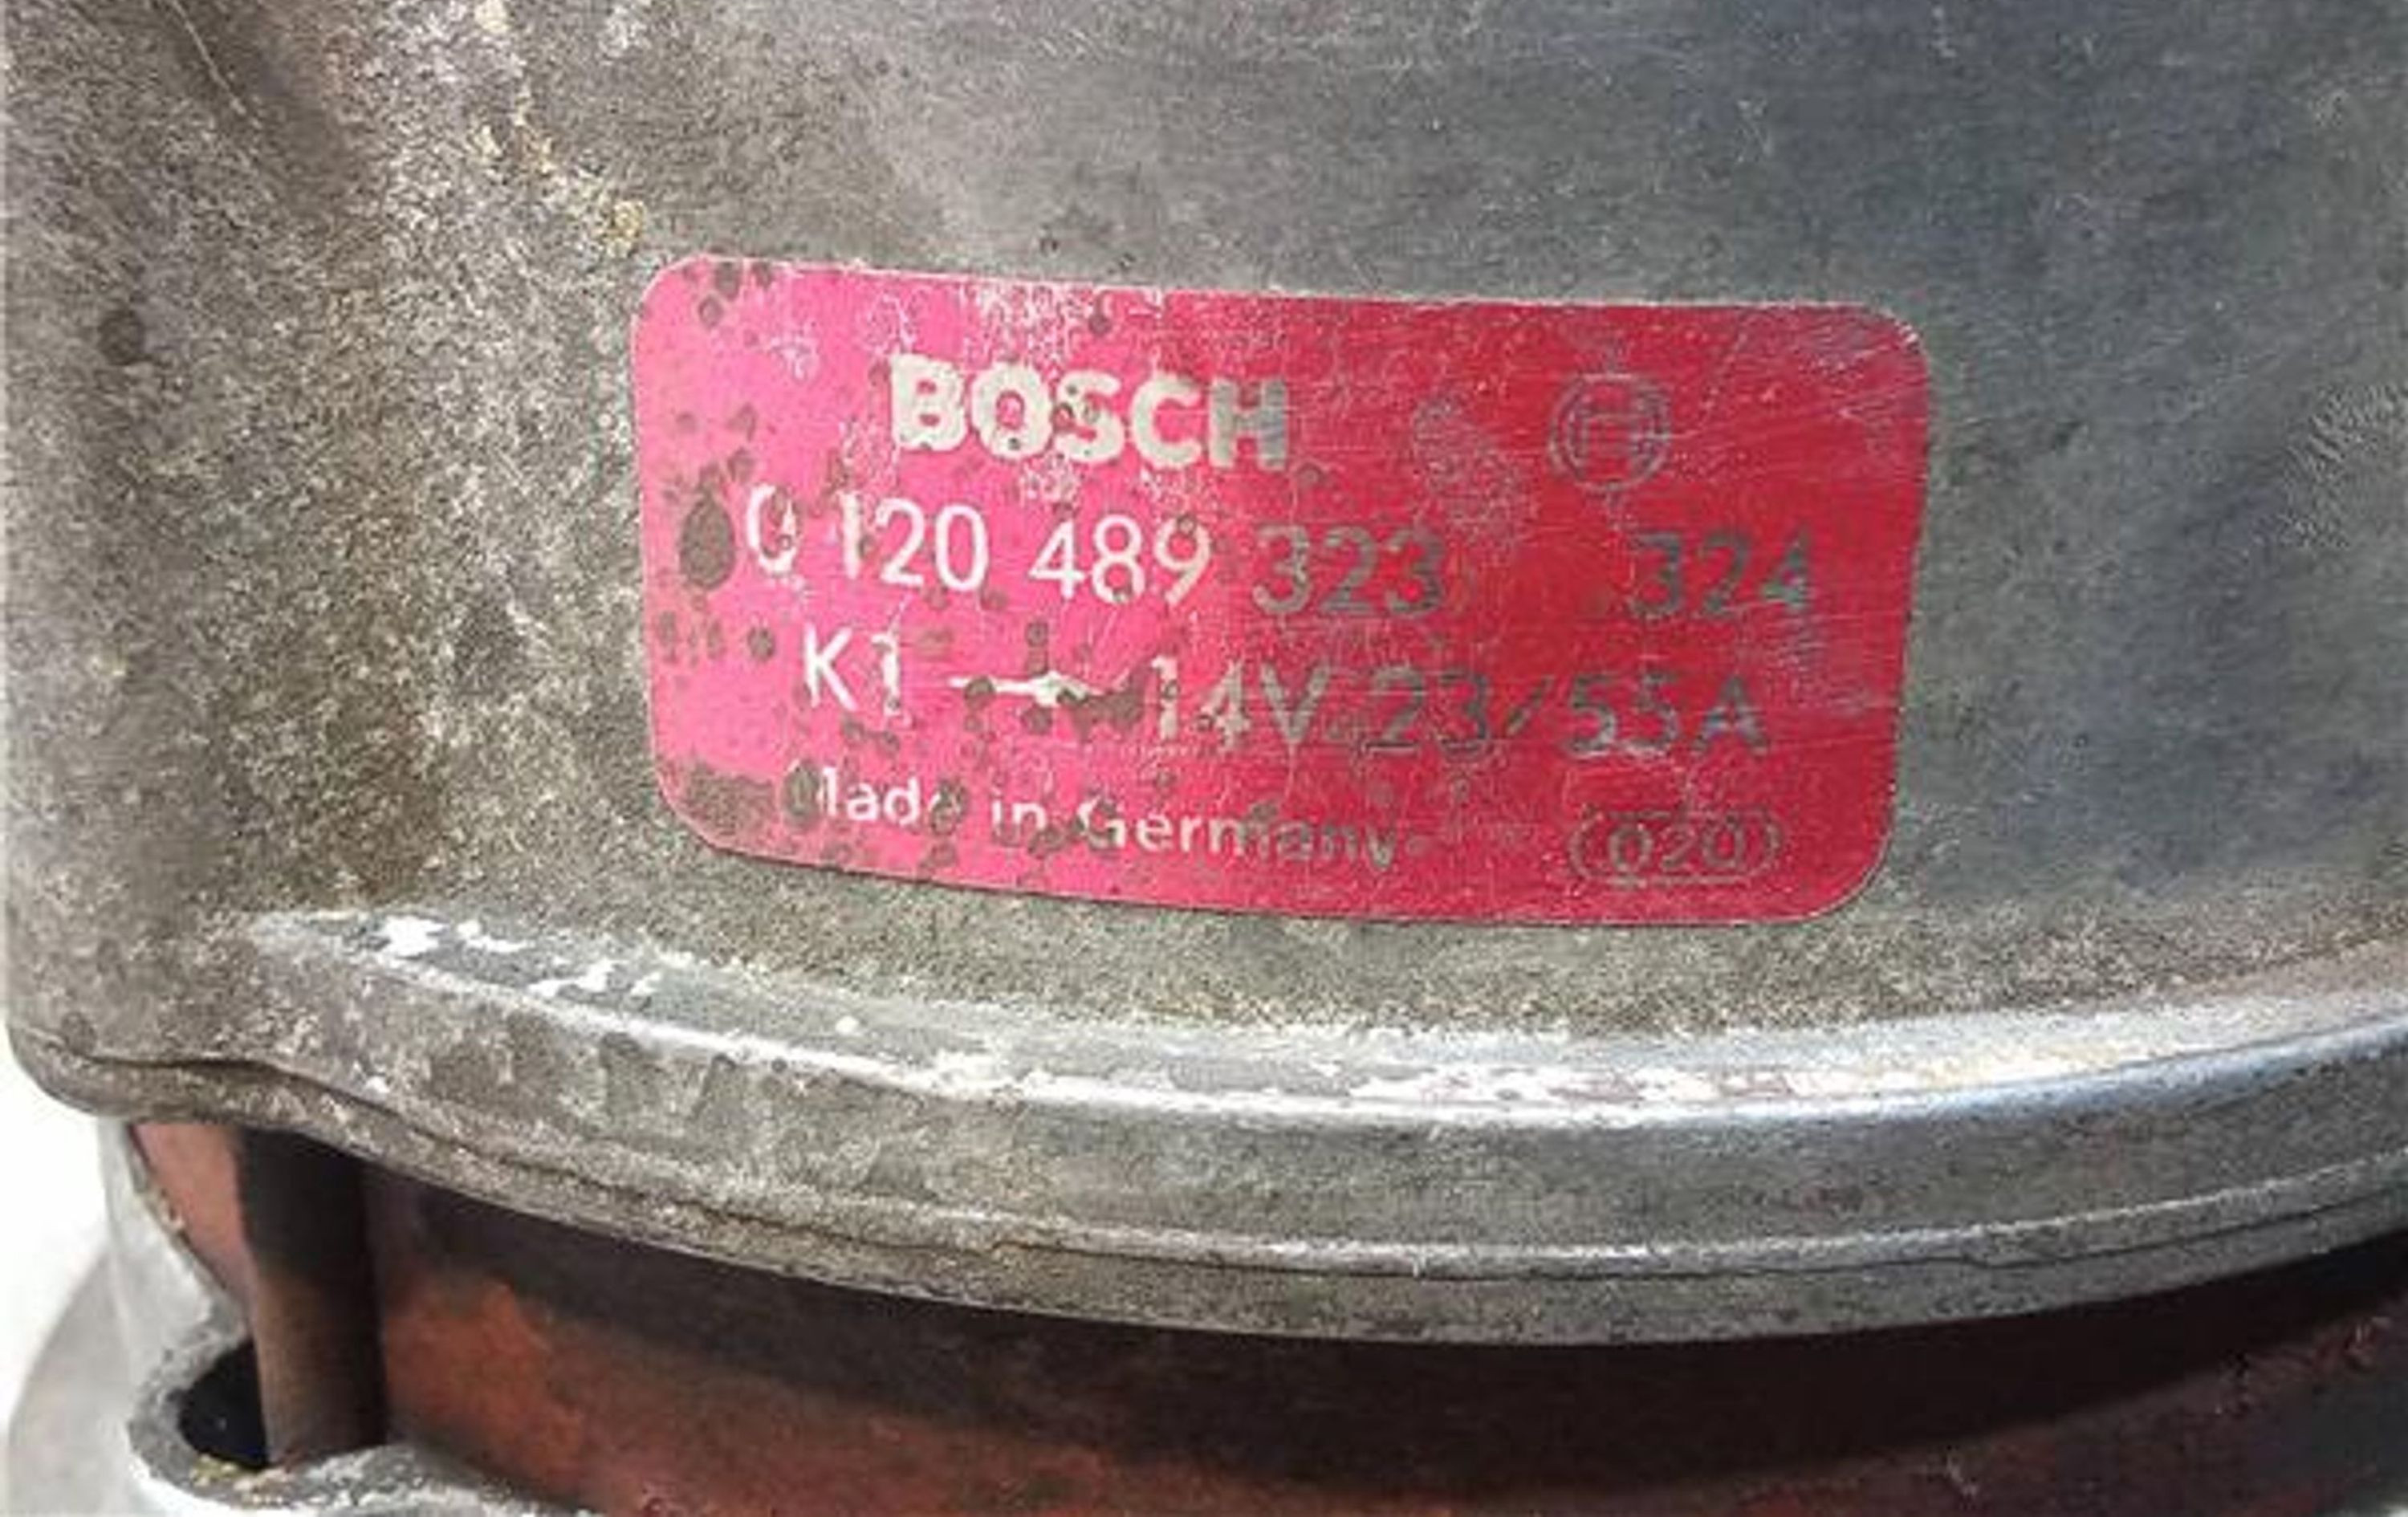 BOSCH
0 120 489 323 324
K1 14V 23/55A
Made in Germany 020